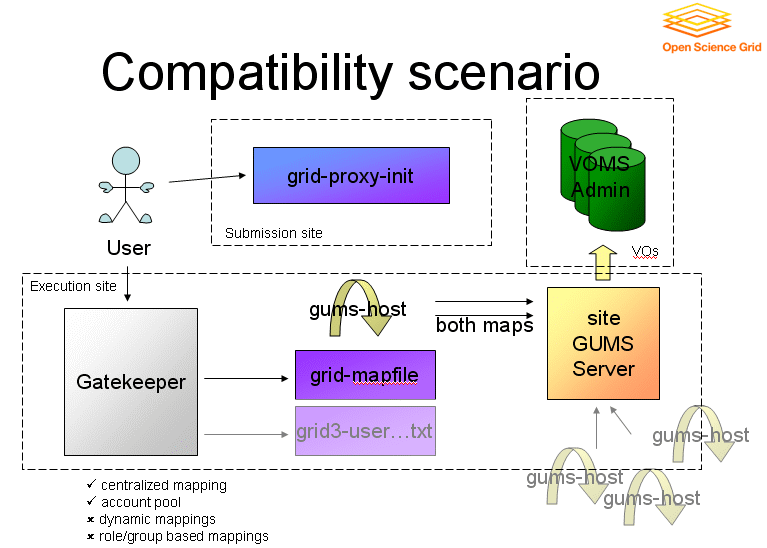 Open Science Grid
Compatibility scenario
grid-proxy-init
VOMS
Admin
User
Submission site
VOs
Execution site
gums-host
both maps
site
GUMS
Server
Gatekeeper
grid-mapfile
grid3-user…txt
gums-host
gums-host
gums-host
✓ centralized mapping
✓ account pool
✗ dynamic mappings
✗ role/group based mappings